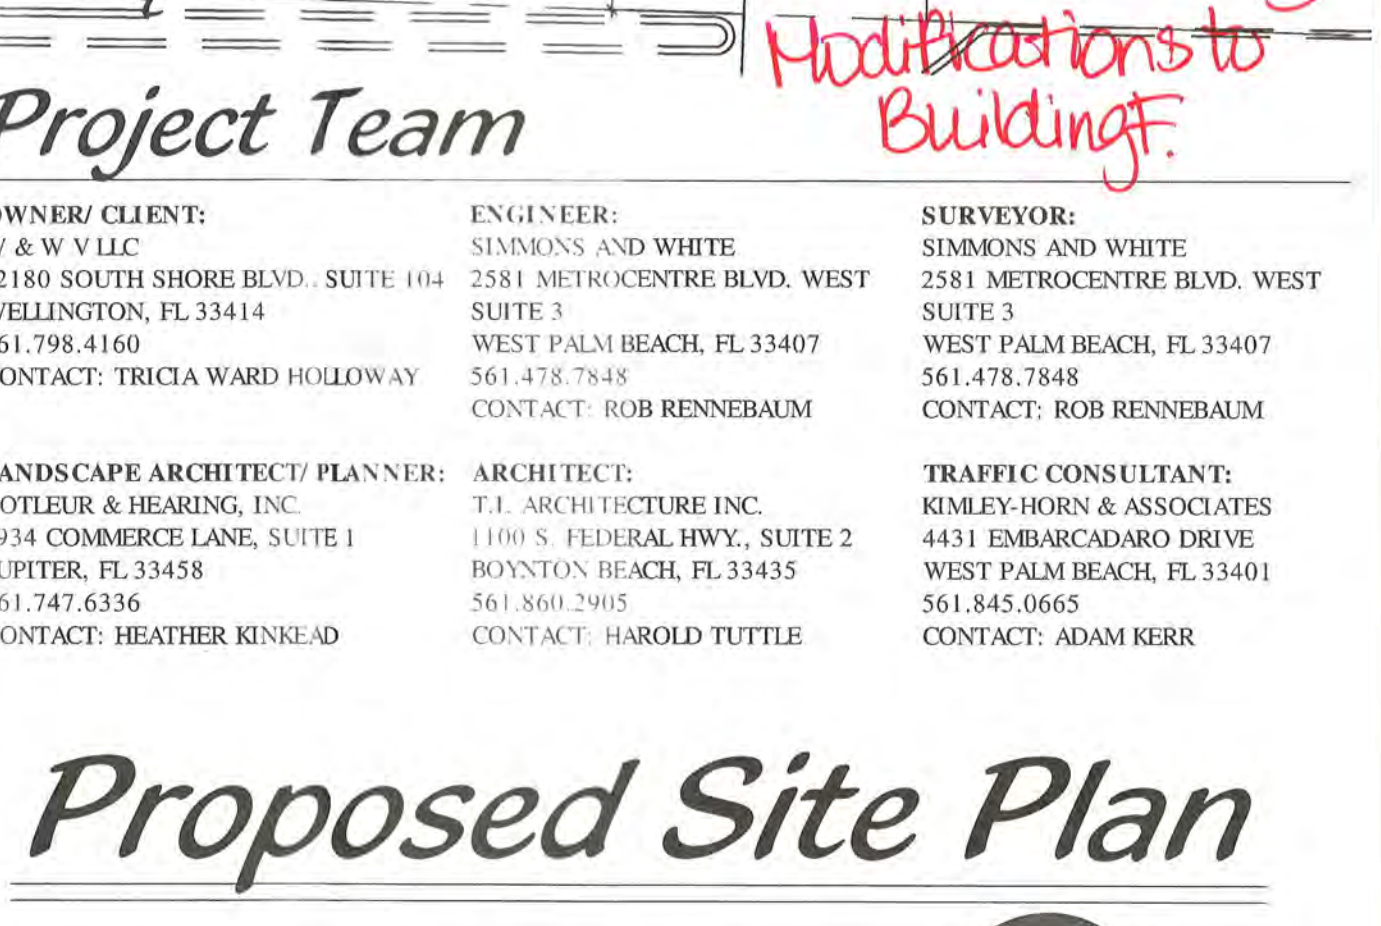 Modifications to
Building F.
Project Team
OWNER/ CLIENT:
& W V LLC
2180 SOUTH SHORE BLVD., SUITE 104
WELLINGTON, FL 33414
61.798.4160
CONTACT: TRICIA WARD HOLLOWAY
ENGINEER:
SIMMONS AND WHITE
2581 METROCENTRE BLVD. WEST
SUITE 3
WEST PALM BEACH, FL 33407
561.478.7848
CONTACT: ROB RENNEBAUM
SURVEYOR:
SIMMONS AND WHITE
2581 METROCENTRE BLVD. WEST
SUITE 3
WEST PALM BEACH, FL 33407
561.478.7848
CONTACT: ROB RENNEBAUM
LANDSCAPE ARCHITECT/ PLANNER:
OTLEUR & HEARING, INC.
934 COMMERCE LANE, SUITE 1
JUPITER, FL 33458
61.747.6336
CONTACT: HEATHER KINKEAD
ARCHITECT:
T.I. ARCHITECTURE INC.
1100 S. FEDERAL HWY., SUITE 2
BOYNTON BEACH, FL 33435
561.860.2905
CONTACT: HAROLD TUTTLE
TRAFFIC CONSULTANT:
KIMLEY-HORN & ASSOCIATES
4431 EMBARCADARO DRIVE
WEST PALM BEACH, FL 33401
561.845.0665
CONTACT: ADAM KERR
Proposed Site Plan